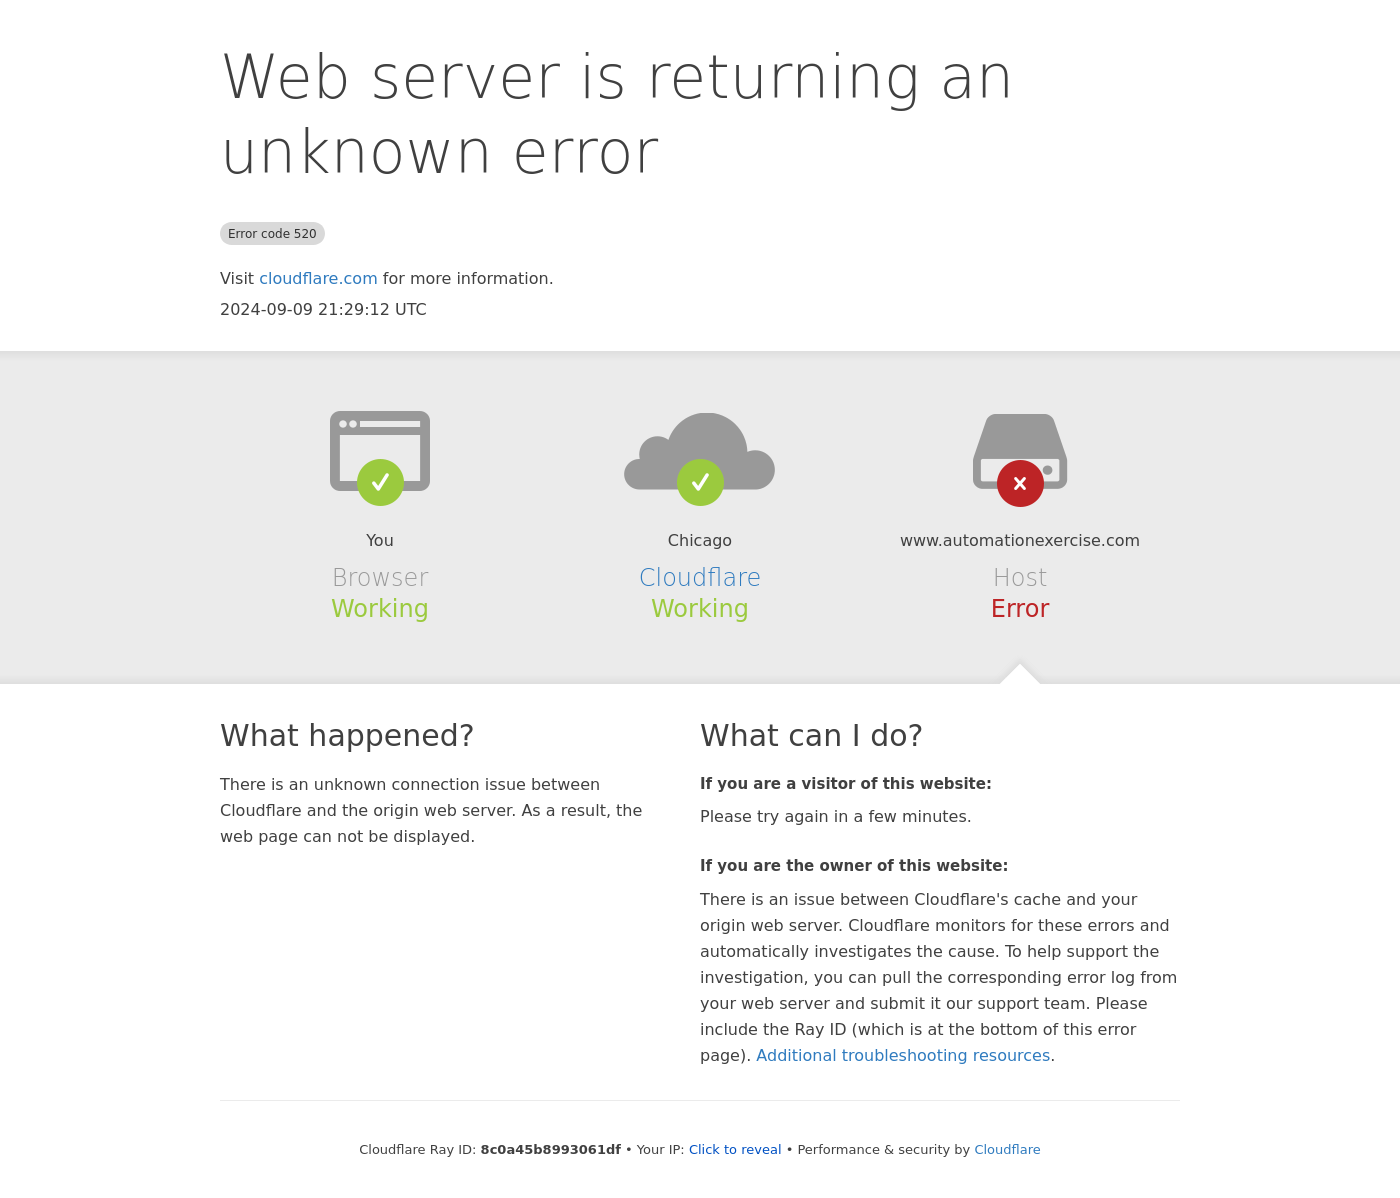 Web server is returning an
unknown error
Error code 520
Visit cloudflare.com for more information.
2024-09-09 21:29:12 UTC
You
Browser
Working
Chicago
Cloudflare
Working
www.automationexercise.com
Host
Error
What happened?
There is an unknown connection issue between
Cloudflare and the origin web server. As a result, the
web page can not be displayed.
What can I do?
If you are a visitor of this website:
Please try again in a few minutes.
If you are the owner of this website:
There is an issue between Cloudflare's cache and your
origin web server. Cloudflare monitors for these errors and
automatically investigates the cause. To help support the
investigation, you can pull the corresponding error log from
your web server and submit it our support team. Please
include the Ray ID (which is at the bottom of this error
page). Additional troubleshooting resources.
Cloudflare Ray ID: 8c0a45b8993061df • Your IP: Click to reveal • Performance & security by Cloudflare